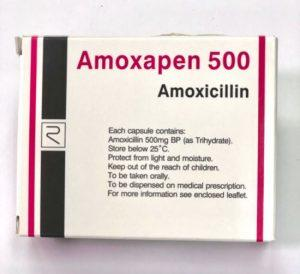 Amoxapen 500
Amoxicillin
Each capsule contains:
Amoxicillin 500mg BP (as Trihydrate).
Store below 25°C.
Protect from light and moisture.
Keep out of the reach of children.
To be taken orally.
To be dispensed on medical prescription.
For more information see enclosed leaflet.